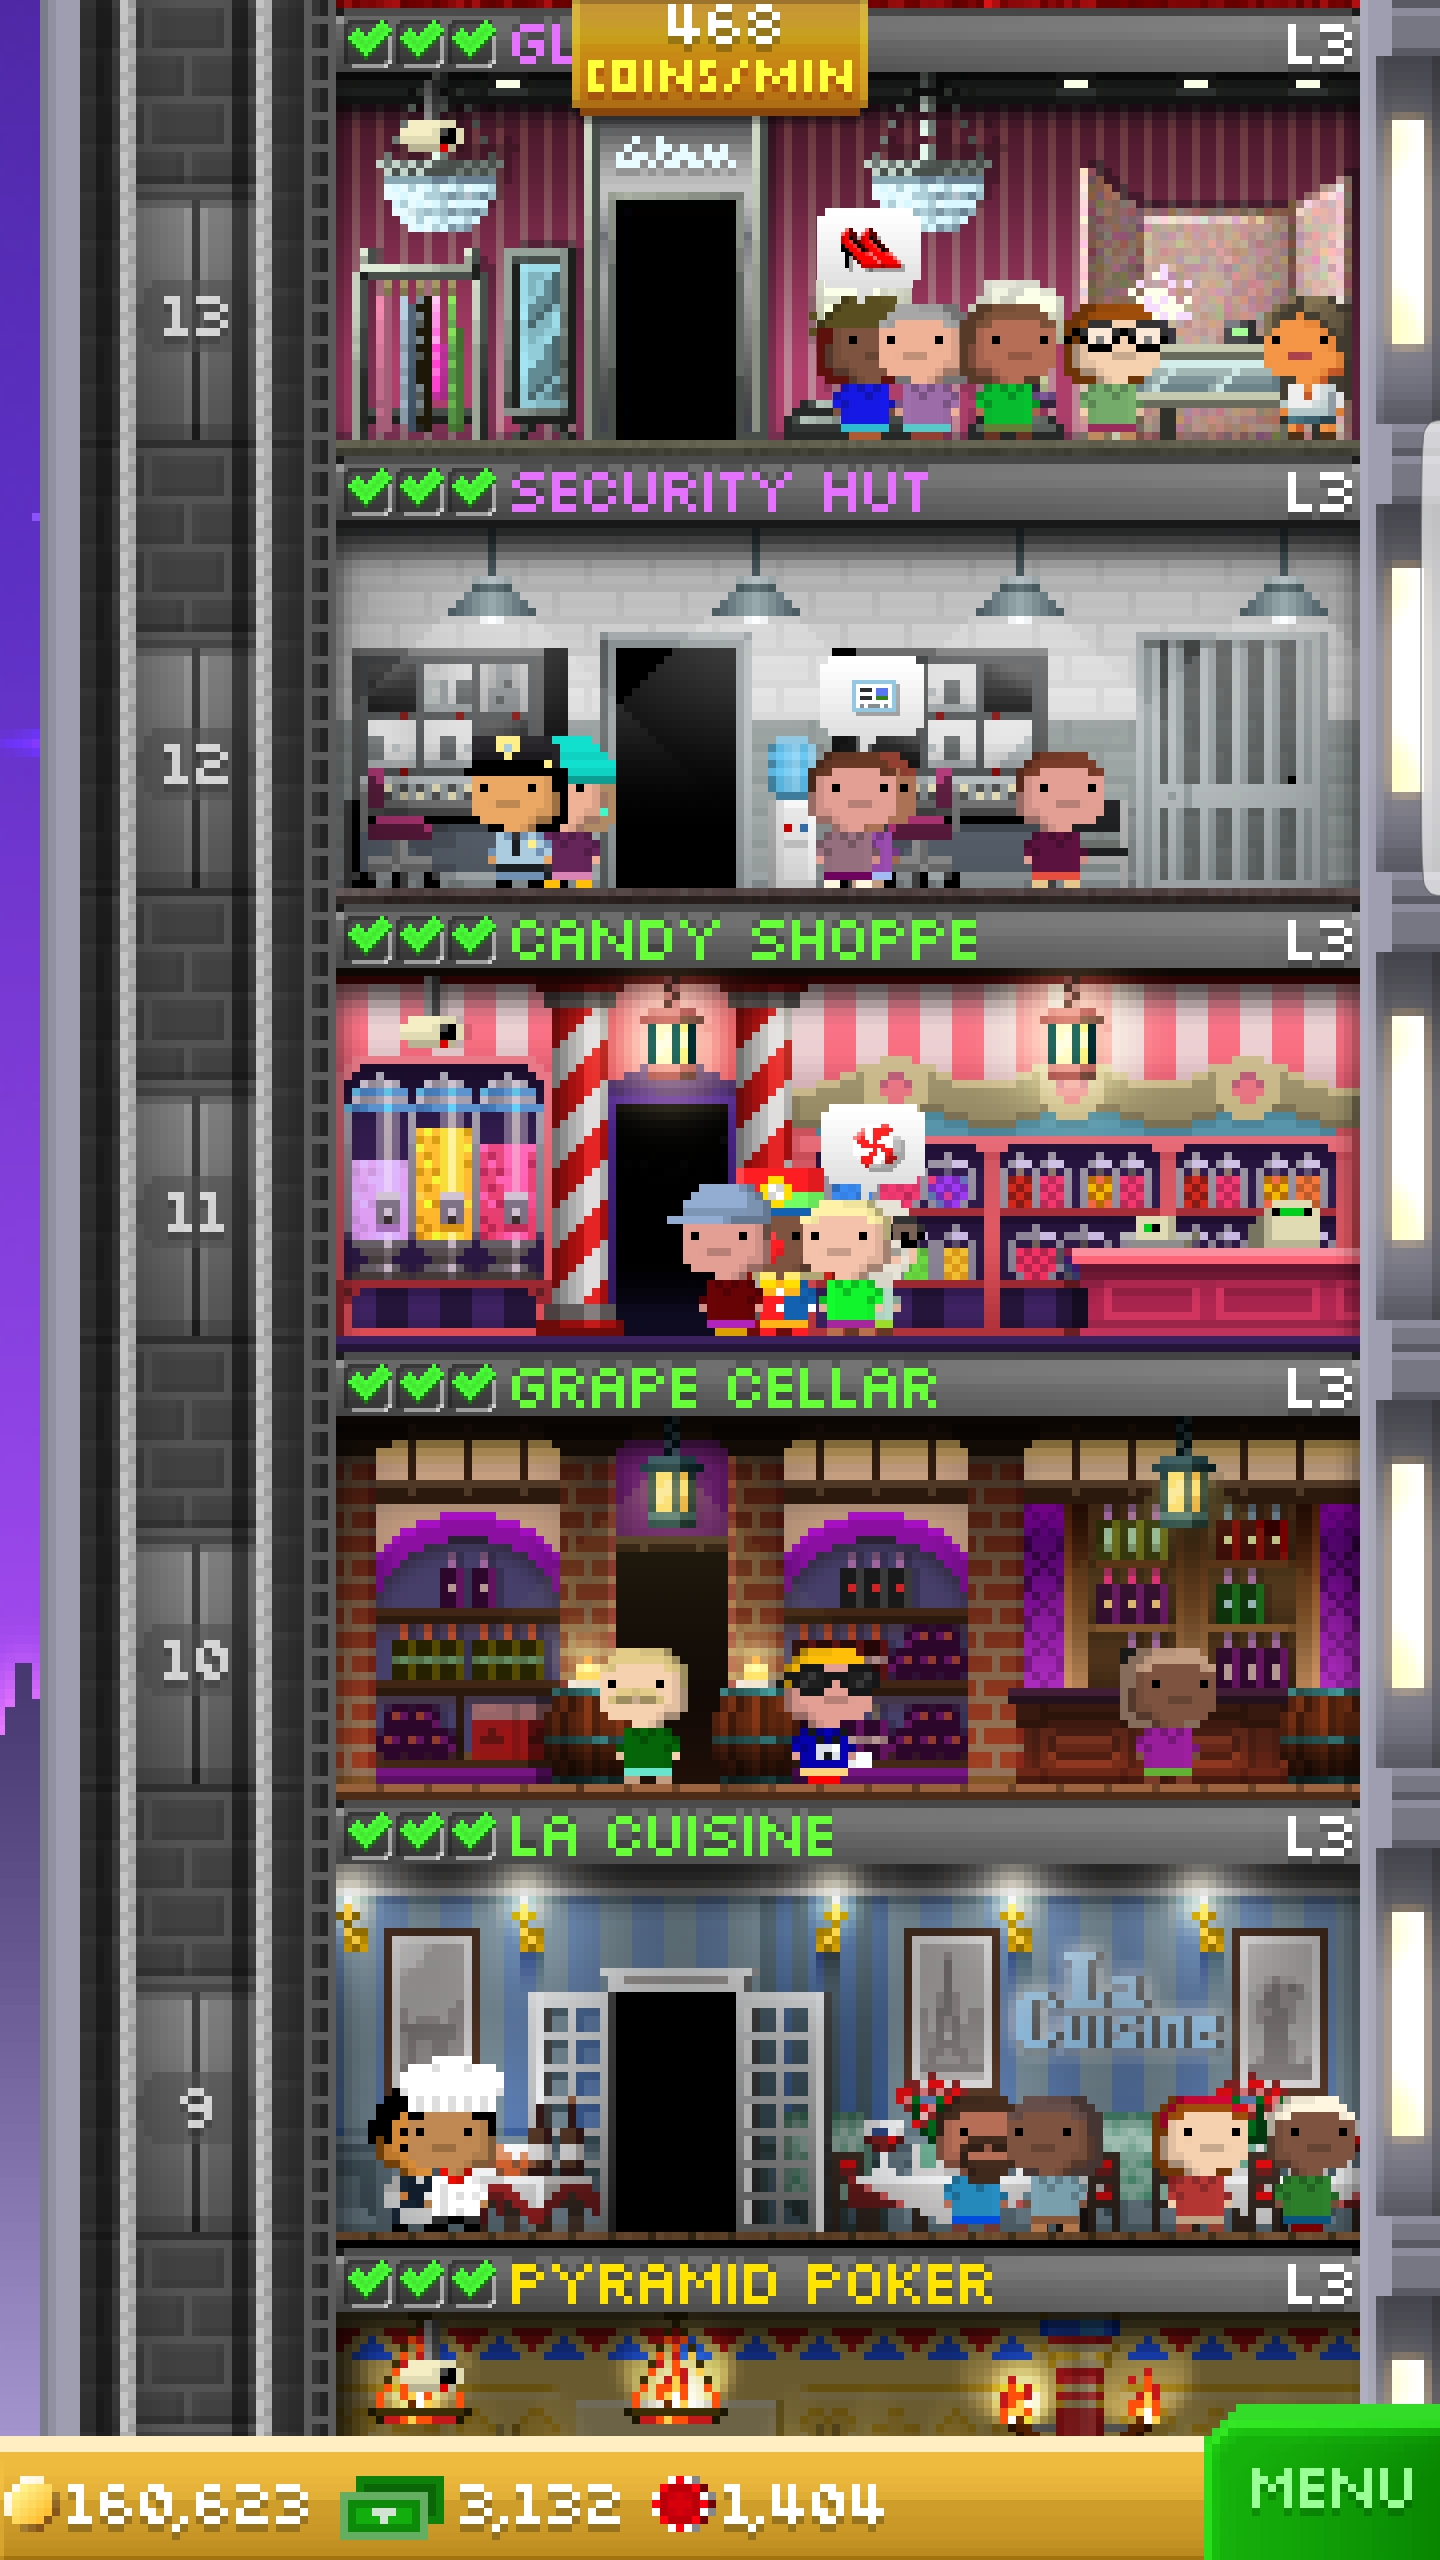 468
COINS/MIN
GL
L3
Glam
13
SECURITY HUT
L3
12
CANDY SHOPPE
L3
11
GRAPE CELLAR
L3
10
LA CUISINE
L3
La
Cuisine
9
PYRAMID POKER
L3
160,623
3,132
1,404
MENU